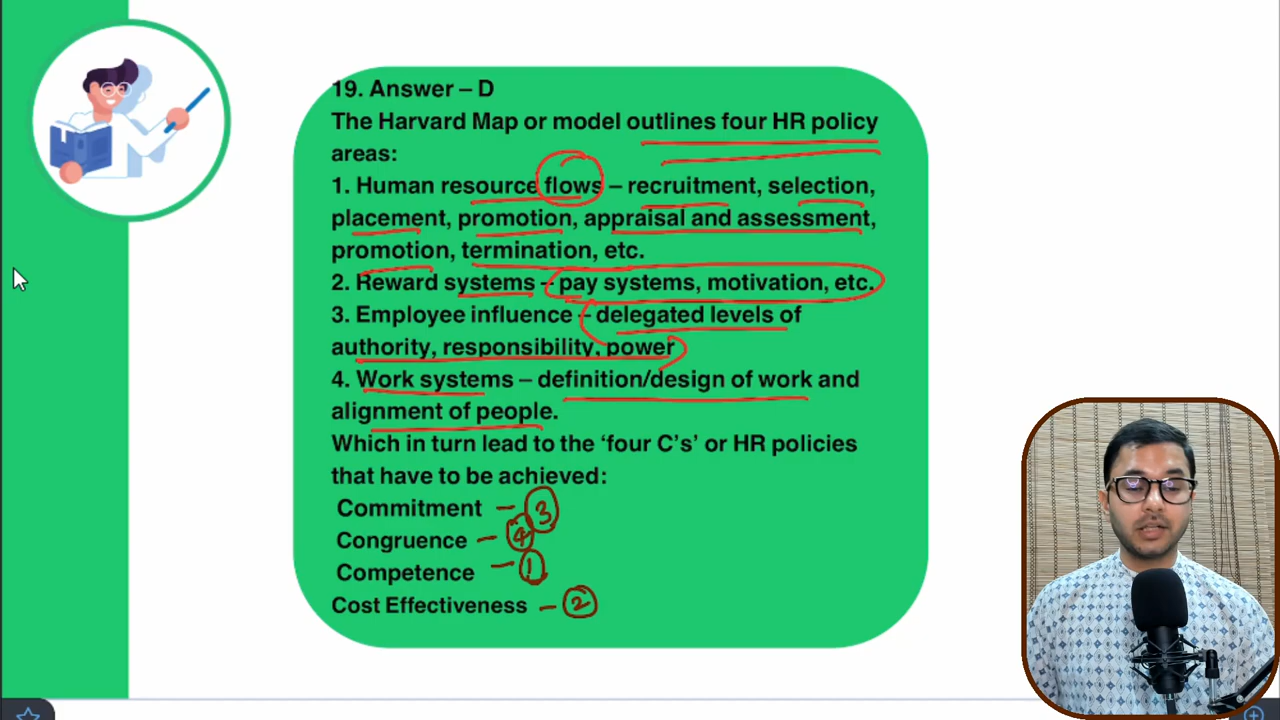 19. Answer – D
The Harvard Map or model outlines four HR policy
areas:
1. Human resource flows – recruitment, selection,
placement, promotion, appraisal and assessment,
promotion, termination, etc.
2. Reward systems – pay systems, motivation, etc.
3. Employee influence – delegated levels of
authority, responsibility, power
4. Work systems – definition/design of work and
alignment of people.
Which in turn lead to the ‘four C’s’ or HR policies
that have to be achieved:
Commitment – 3
Congruence – 4
Competence – 1
Cost Effectiveness – 2